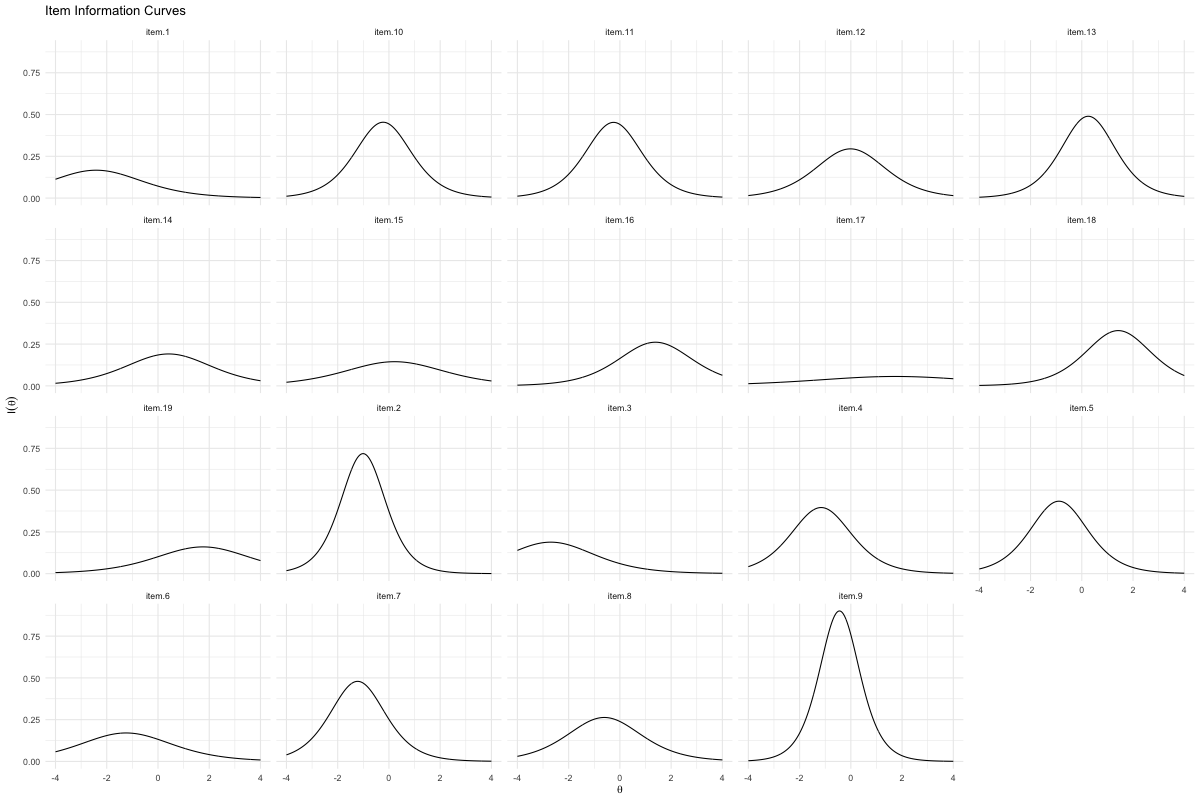 Item Information Curves
item.1 item.10 item.11 item.12 item.13
0.75
0.50
0.25
0.00
item.14 item.15 item.16 item.17 item.18
0.75
0.50
0.25
0.00
I(θ)
item.19 item.2 item.3 item.4 item.5
0.75
0.50
0.25
0.00
-4 -2 0 2 4
item.6 item.7 item.8 item.9
0.75
0.50
0.25
0.00
-4 -2 0 2 4 -4 -2 0 2 4 -4 -2 0 2 4 -4 -2 0 2 4
θ